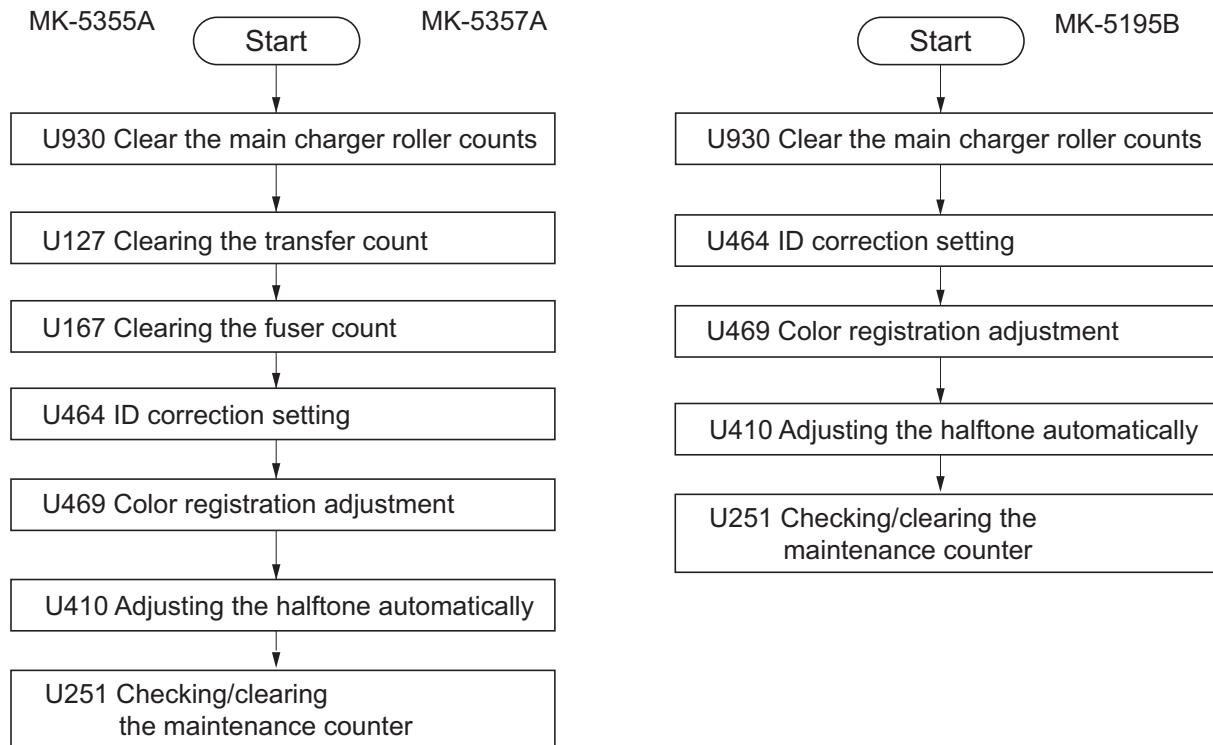 MK-5355A
Start
MK-5357A
U930 Clear the main charger roller counts
U127 Clearing the transfer count
U167 Clearing the fuser count
U464 ID correction setting
U469 Color registration adjustment
U410 Adjusting the halftone automatically
U251 Checking/clearing
the maintenance counter
Start
MK-5195B
U930 Clear the main charger roller counts
U464 ID correction setting
U469 Color registration adjustment
U410 Adjusting the halftone automatically
U251 Checking/clearing the
maintenance counter